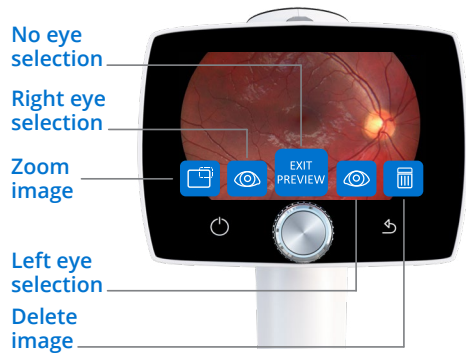 No eye
selection
Right eye
selection
EXIT
PREVIEW
Zoom
image
Left eye
selection
Delete
image